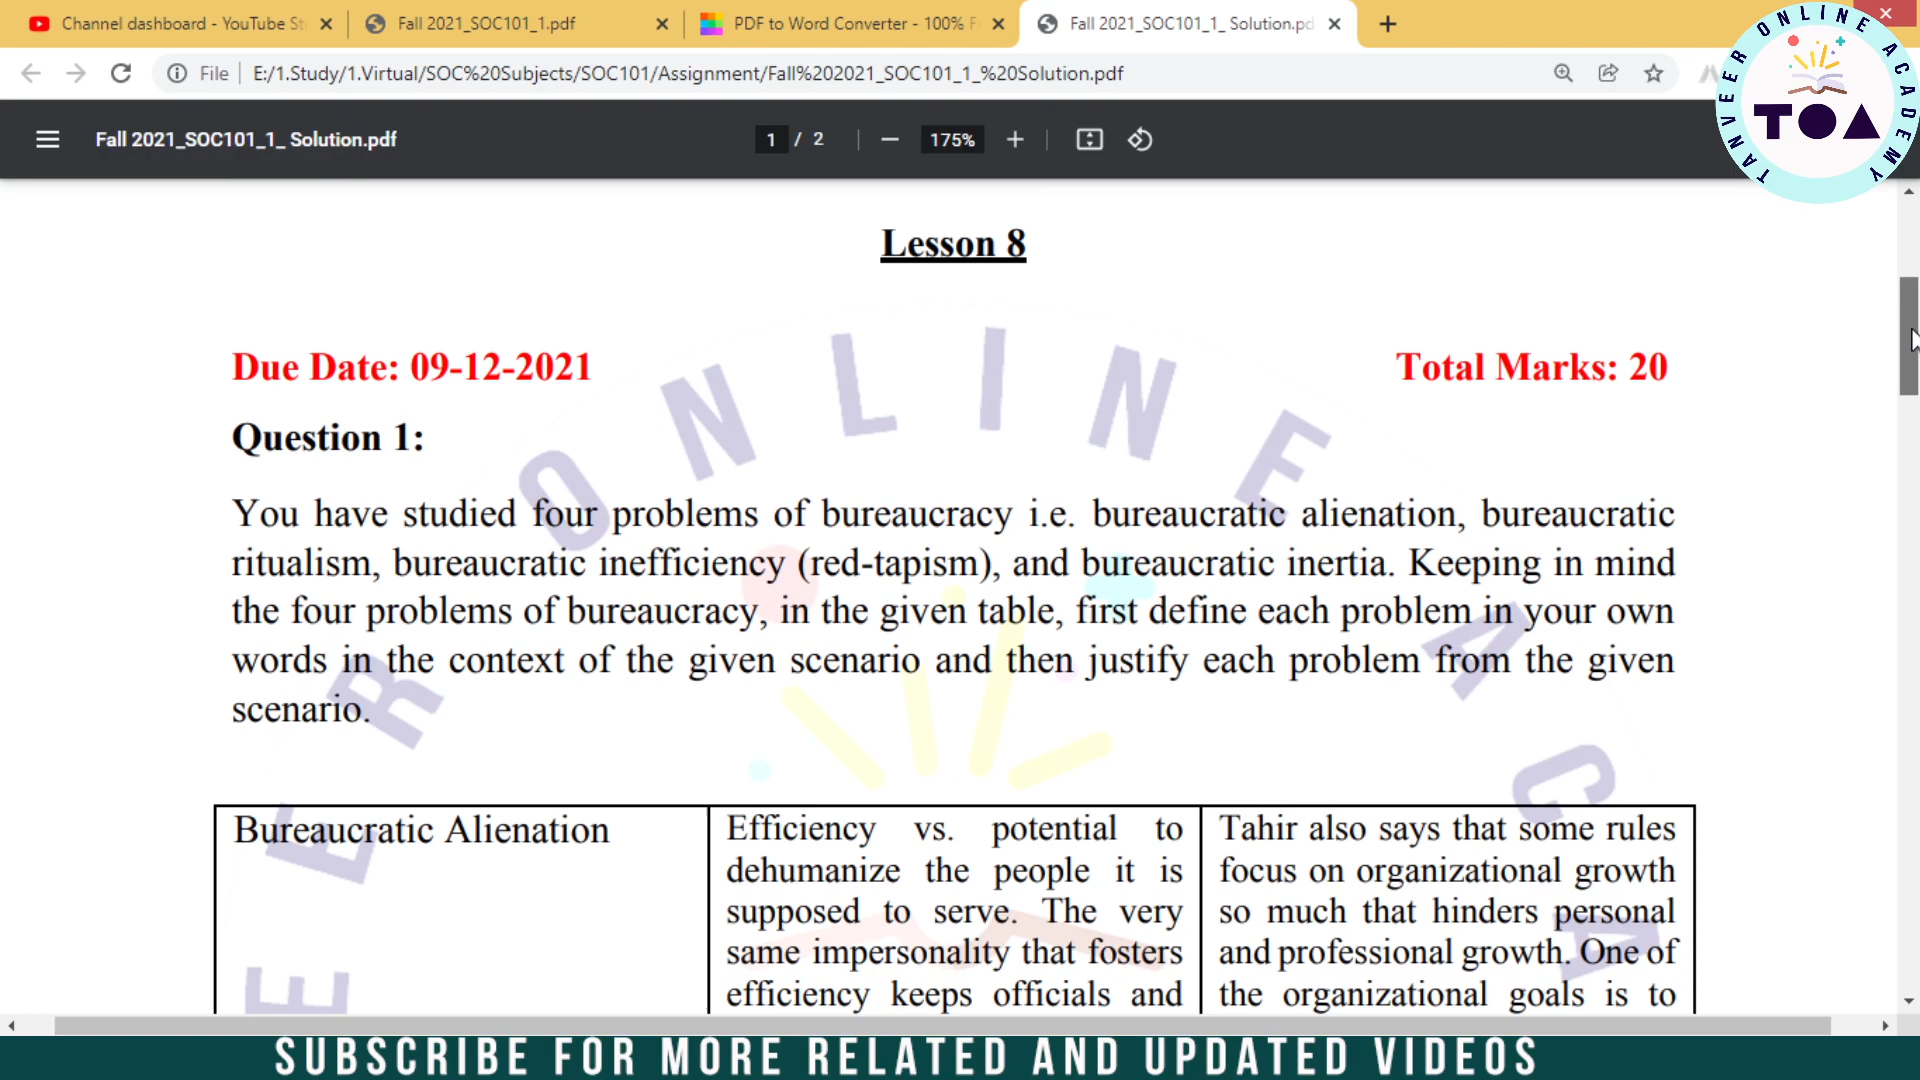 Channel dashboard - YouTube St
Fall 2021_SOC101_1.pdf
PDF to Word Converter - 100% F
Fall 2021_SOC101_1_ Solution.pd
File
E:/1.Study/1.Virtual/SOC%20Subjects/SOC101/Assignment/Fall%202021_SOC101_1_%20Solution.pdf
TANVEER ONLINE ACADEMY
TOA
Fall 2021_SOC101_1_ Solution.pdf
1 / 2
175%
Lesson 8
Due Date: 09-12-2021
Total Marks: 20
Question 1:
You have studied four problems of bureaucracy i.e. bureaucratic alienation, bureaucratic
ritualism, bureaucratic inefficiency (red-tapism), and bureaucratic inertia. Keeping in mind
the four problems of bureaucracy, in the given table, first define each problem in your own
words in the context of the given scenario and then justify each problem from the given
scenario.
Bureaucratic Alienation
Efficiency vs. potential to
dehumanize the people it is
supposed to serve. The very
same impersonality that fosters
efficiency keeps officials and
Tahir also says that some rules
focus on organizational growth
so much that hinders personal
and professional growth. One of
the organizational goals is to
E E R ONLINE ACA
SUBSCRIBE FOR MORE RELATED AND UPDATED VIDEOS